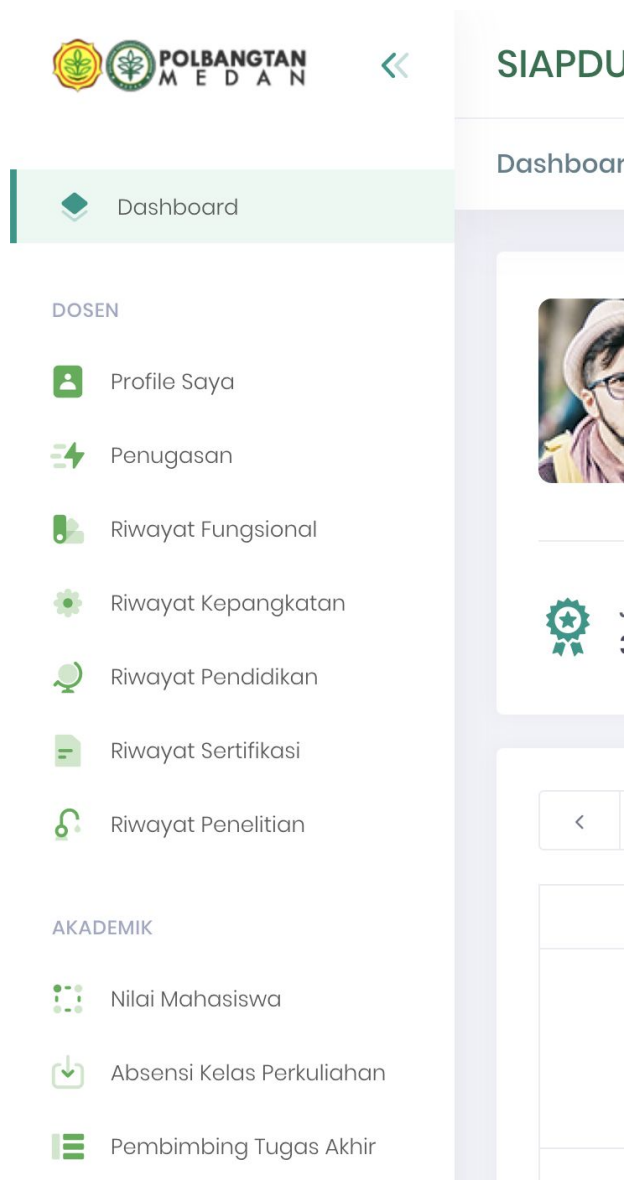 POLBANGTAN
MEDAN
SIAPDU
Dashboar
Dashboard
DOSEN
Profile Saya
Penugasan
Riwayat Fungsional
Riwayat Kepangkatan
Riwayat Pendidikan
Riwayat Sertifikasi
Riwayat Penelitian
AKADEMIK
Nilai Mahasiswa
Absensi Kelas Perkuliahan
Pembimbing Tugas Akhir